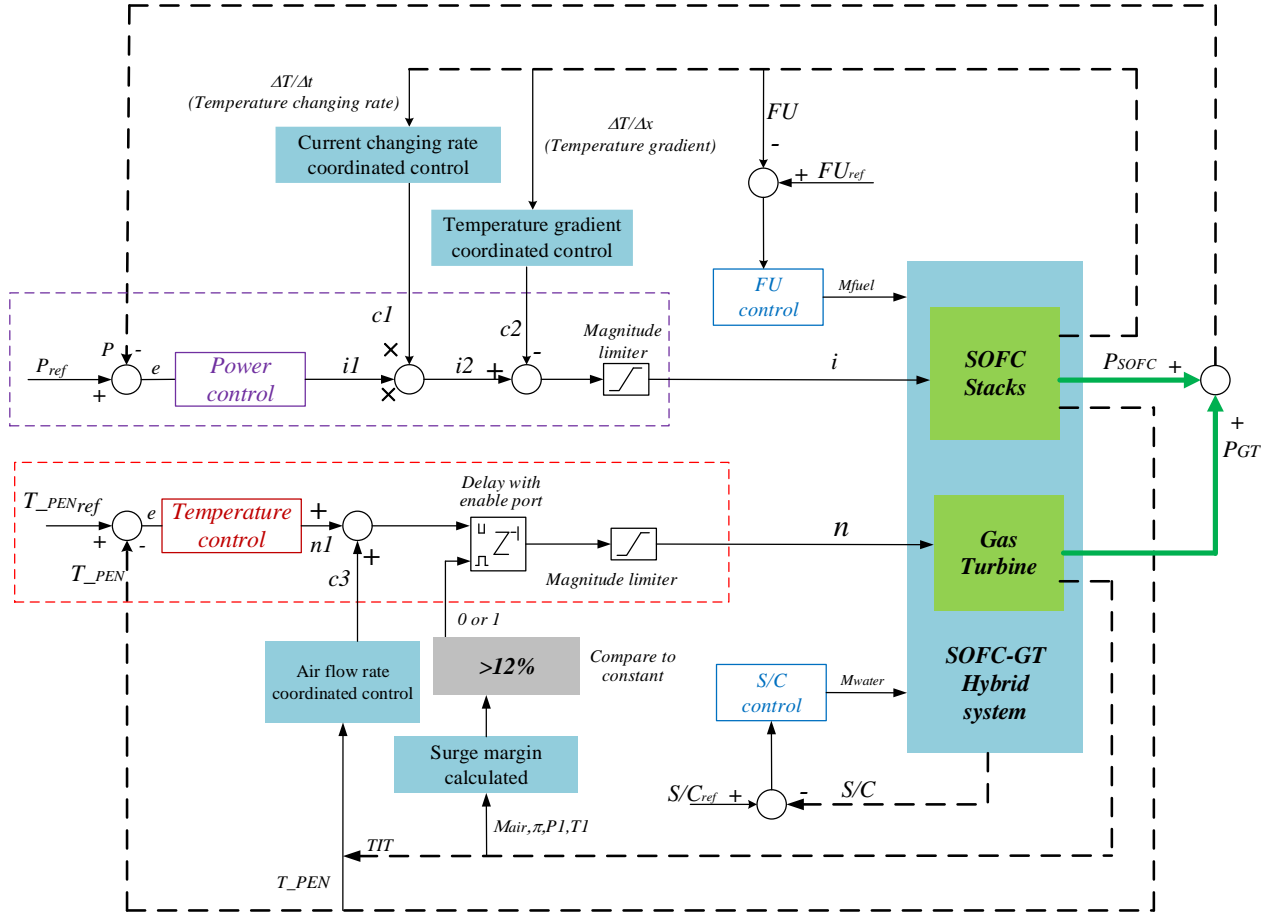 ΔT/Δt
(Temperature changing rate)
FU
ΔT/Δx
(Temperature gradient)
-
Current changing rate
coordinated control
+ FUref
Temperature gradient
coordinated control
FU
control
Mfuel
c1
c2
Magnitude
limiter
P -
×
-
Pref
e
Power
control
i1
i2
+
i
SOFC
Stacks
PSOFC +
+
×
+
PGT
Delay with
enable port
T_PENref
e
Temperature
control
+
n1
Z-1
n
Gas
Turbine
+
-
+
T_PEN
c3
Magnitude limiter
0 or 1
Air flow rate
coordinated control
>12%
Compare to
constant
S/C
control
Mwater
SOFC-GT
Hybrid
system
Surge margin
calculated
S/Cref +
- S/C
Mair,π,P1,T1
TIT
T_PEN